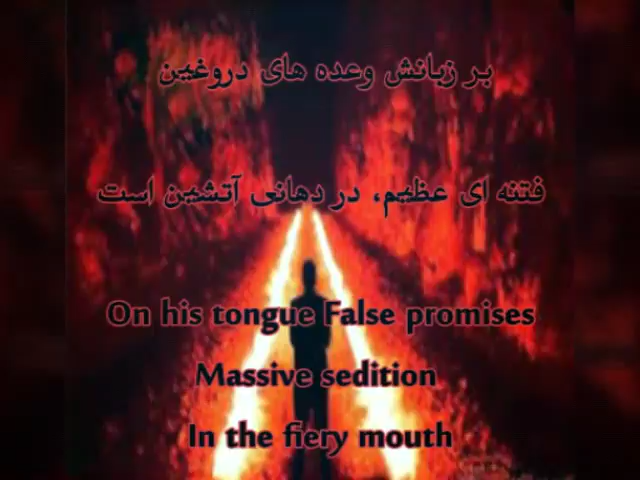 بر زبانش وعده های دروغین
فتنه ای عظیم، در دهانی آتشین است
On his tongue False promises
Massive sedition
In the fiery mouth